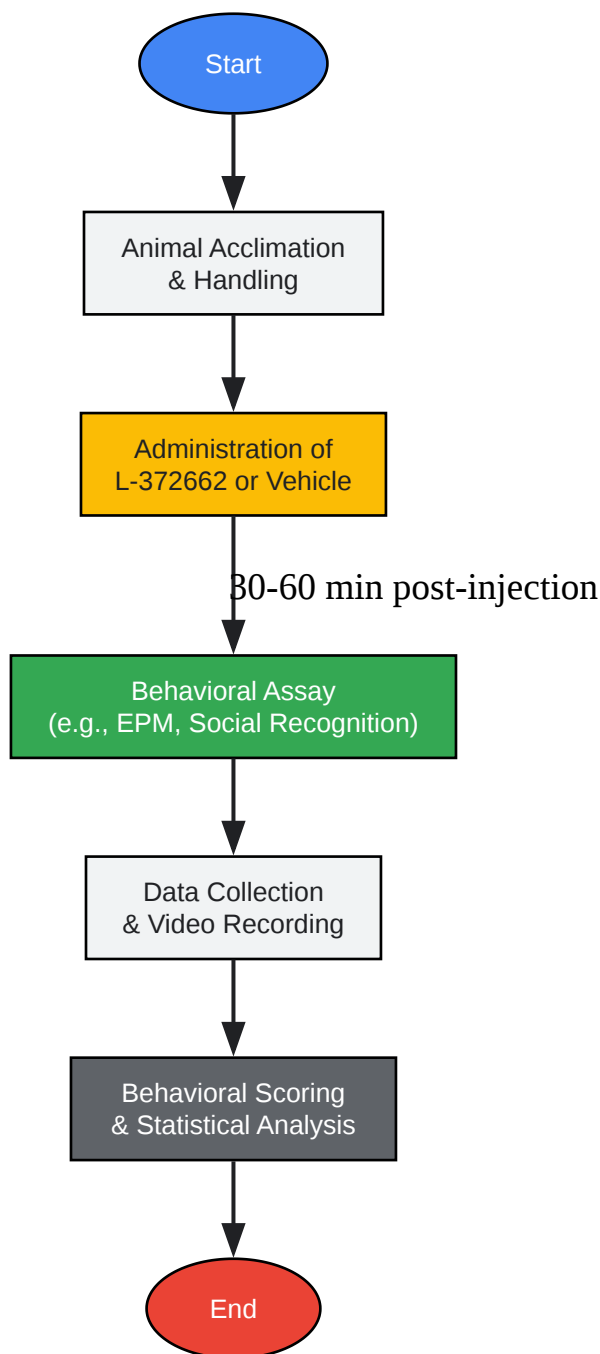 Start
Animal Acclimation
& Handling
Administration of
L-372662 or Vehicle
30-60 min post-injection
Behavioral Assay
(e.g., EPM, Social Recognition)
Data Collection
& Video Recording
Behavioral Scoring
& Statistical Analysis
End